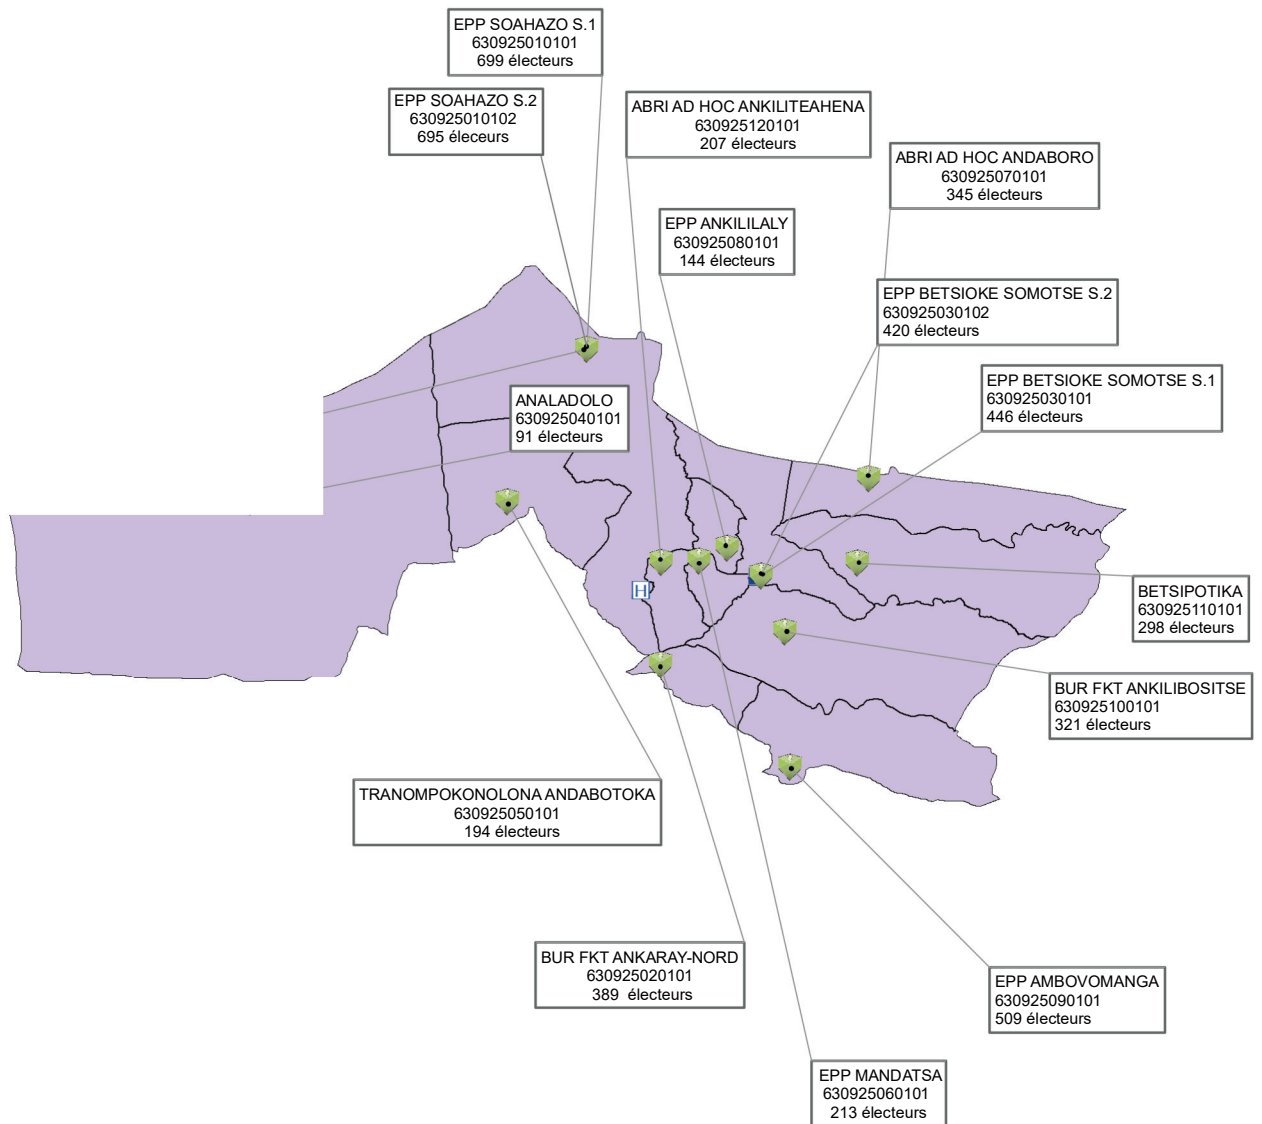 EPP SOAHAZO S.1
630925010101
699 électeurs
EPP SOAHAZO S.2
630925010102
695 éleceurs
ABRI AD HOC ANKILITEAHENA
630925120101
207 électeurs
ABRI AD HOC ANDABORO
630925070101
345 électeurs
EPP ANKILILALY
630925080101
144 électeurs
EPP BETSIOKE SOMOTSE S.2
630925030102
420 électeurs
EPP BETSIOKE SOMOTSE S.1
630925030101
446 électeurs
ANALADOLO
630925040101
91 électeurs
H
BETSIPOTIKA
630925110101
298 électeurs
BUR FKT ANKILIBOSITSE
630925100101
321 électeurs
TRANOMPOKONOLONA ANDABOTOKA
630925050101
194 électeurs
BUR FKT ANKARAY-NORD
630925020101
389 électeurs
EPP AMBOVOMANGA
630925090101
509 électeurs
EPP MANDATSA
630925060101
213 électeurs